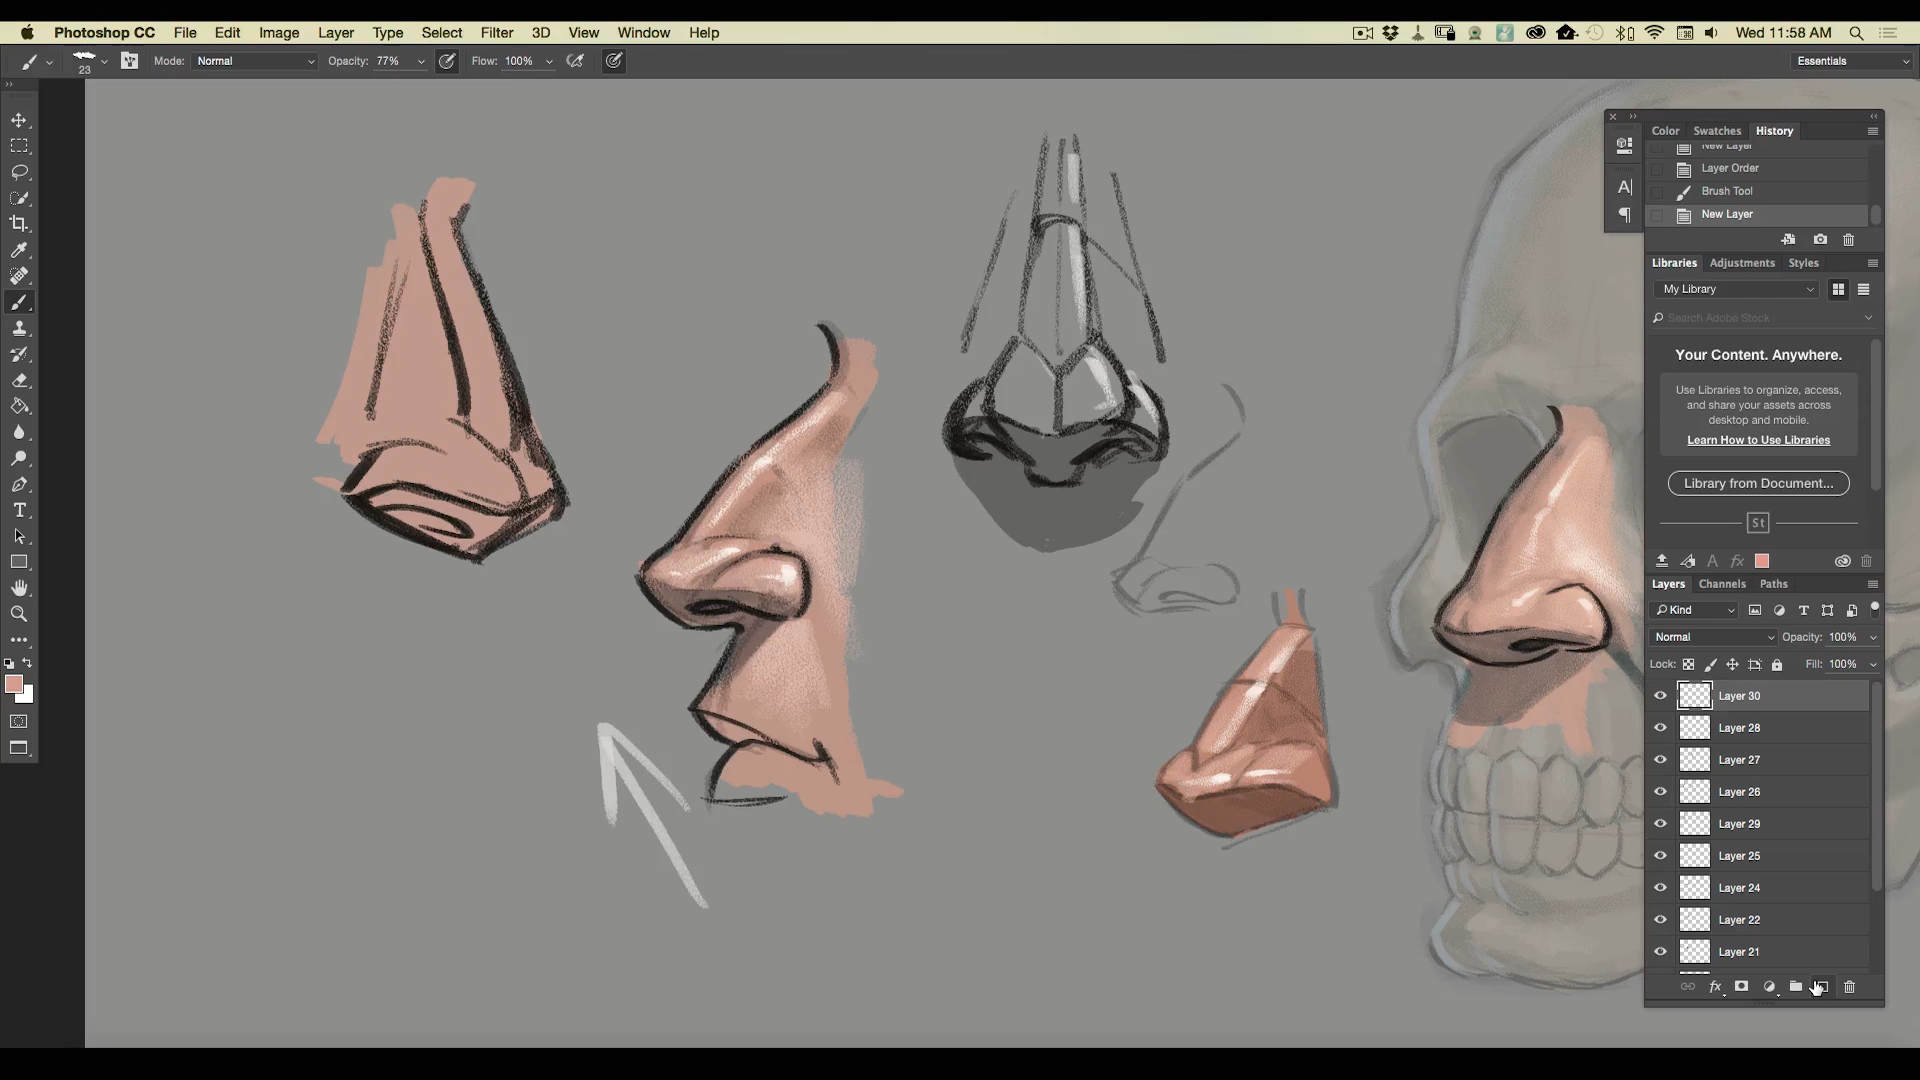 Photoshop CC File Edit Image Layer Type Select Filter 3D View Window Help Wed 11:58 AM
23 Mode: Normal Opacity: 77% Flow: 100% Essentials
Color Swatches History
New Layer
Layer Order
Brush Tool
New Layer
Libraries Adjustments Styles
My Library
Search Adobe Stock
Your Content. Anywhere.
Use Libraries to organize, access,
and share your assets across
desktop and mobile.
Learn How to Use Libraries
Library from Document...
St
Layers Channels Paths
Kind
Normal Opacity: 100%
Lock: Fill: 100%
Layer 30
Layer 28
Layer 27
Layer 26
Layer 29
Layer 25
Layer 24
Layer 22
Layer 21
fx